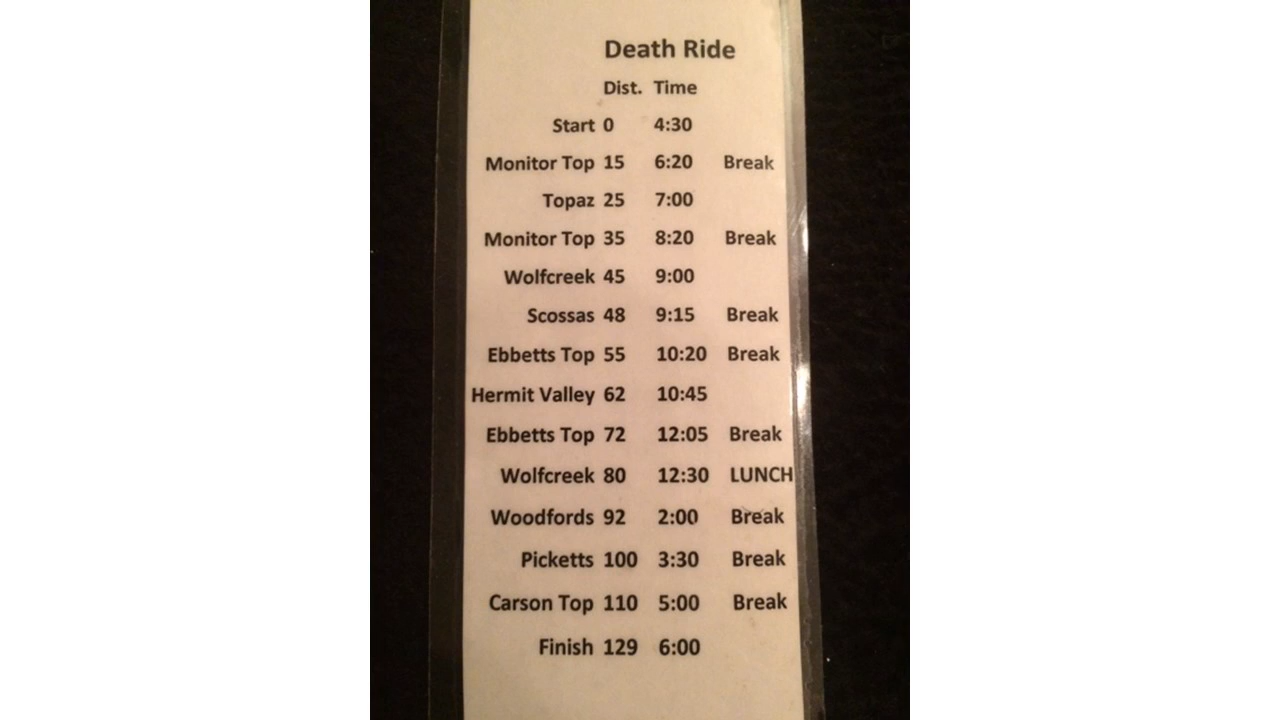 Death Ride
Dist. Time
Start 0 4:30
Monitor Top 15 6:20 Break
Topaz 25 7:00
Monitor Top 35 8:20 Break
Wolfcreek 45 9:00
Scossas 48 9:15 Break
Ebbetts Top 55 10:20 Break
Hermit Valley 62 10:45
Ebbetts Top 72 12:05 Break
Wolfcreek 80 12:30 LUNCH
Woodfords 92 2:00 Break
Picketts 100 3:30 Break
Carson Top 110 5:00 Break
Finish 129 6:00